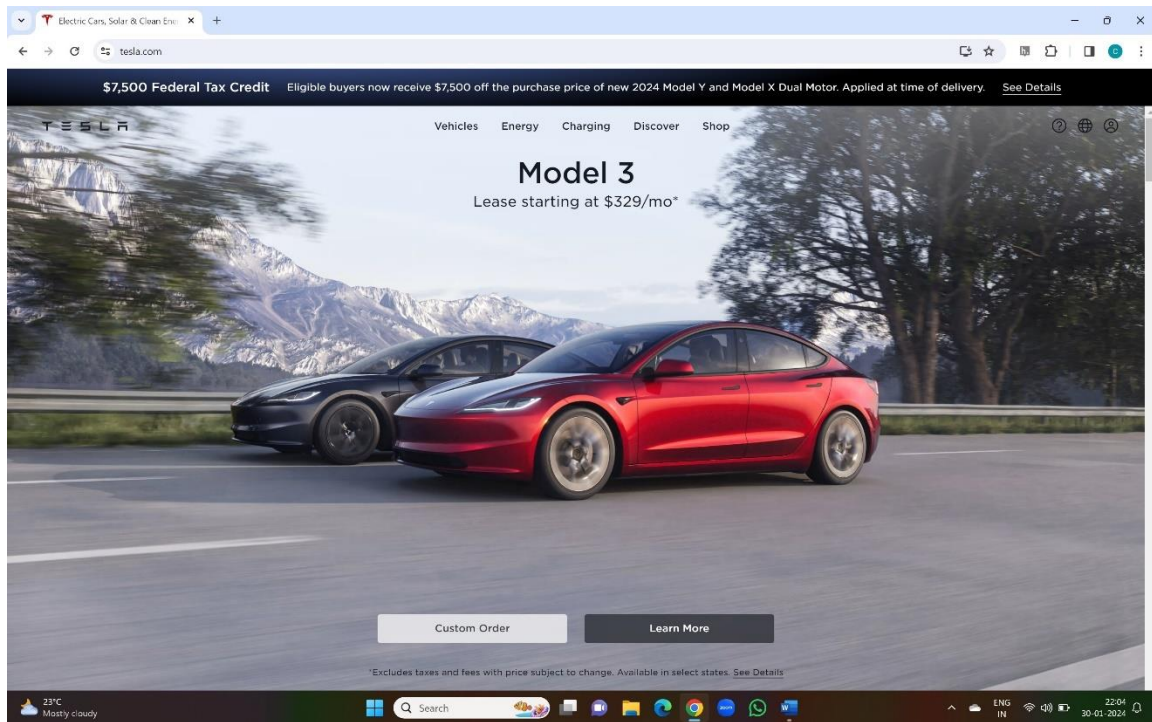 Electric Cars, Solar & Clean Ene
tesla.com
$7,500 Federal Tax Credit Eligible buyers now receive $7,500 off the purchase price of new 2024 Model Y and Model X Dual Motor. Applied at time of delivery. See Details
TESLA Vehicles Energy Charging Discover Shop
Model 3
Lease starting at $329/mo*
Custom Order Learn More
*Excludes taxes and fees with price subject to change. Available in select states. See Details
23°C
Mostly cloudy
Search
ENG
IN
22:04
30-01-2024